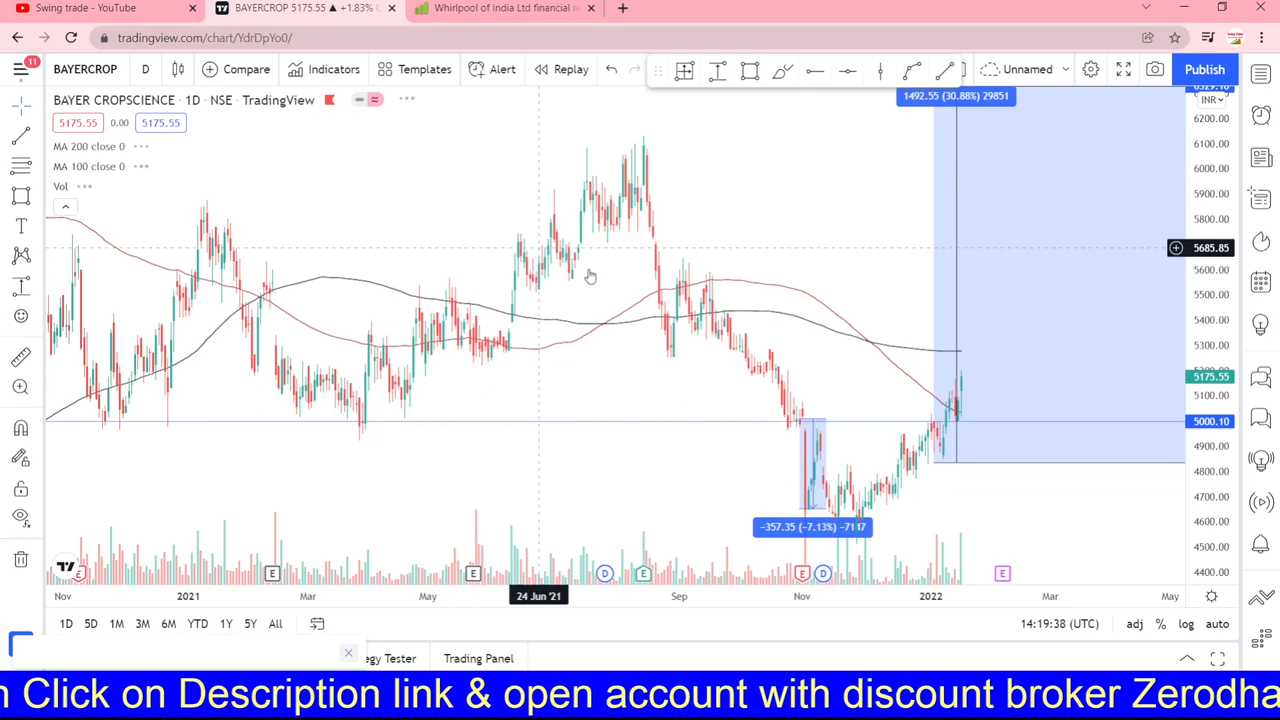 Swing trade - YouTube
BAYERCROP 5175.55 ▲ +1.83% U
Whirlpool of India Ltd financial r
tradingview.com/chart/YdrDpYo0/
11
BAYERCROP
D
Compare
Indicators
Templates
Alert
Replay
Unnamed
Publish
BAYER CROPSCIENCE · 1D · NSE · TradingView
5175.55
0.00
5175.55
MA 200 close 0
MA 100 close 0
Vol
1492.55 (30.88%) 29851
INR
6200.00
6100.00
6000.00
5900.00
5800.00
5685.85
5600.00
5500.00
5400.00
5300.00
5175.55
5100.00
5000.10
4900.00
4800.00
4700.00
4600.00
4500.00
4400.00
−357.35 (−7.13%) −7147
E
E
E
D
E
E
D
E
Nov
2021
Mar
May
24 Jun '21
Sep
Nov
2022
Mar
May
1D
5D
1M
3M
6M
YTD
1Y
5Y
All
14:19:38 (UTC)
adj
%
log
auto
egy Tester
Trading Panel
Click on Description link & open account with discount broker Zerodha